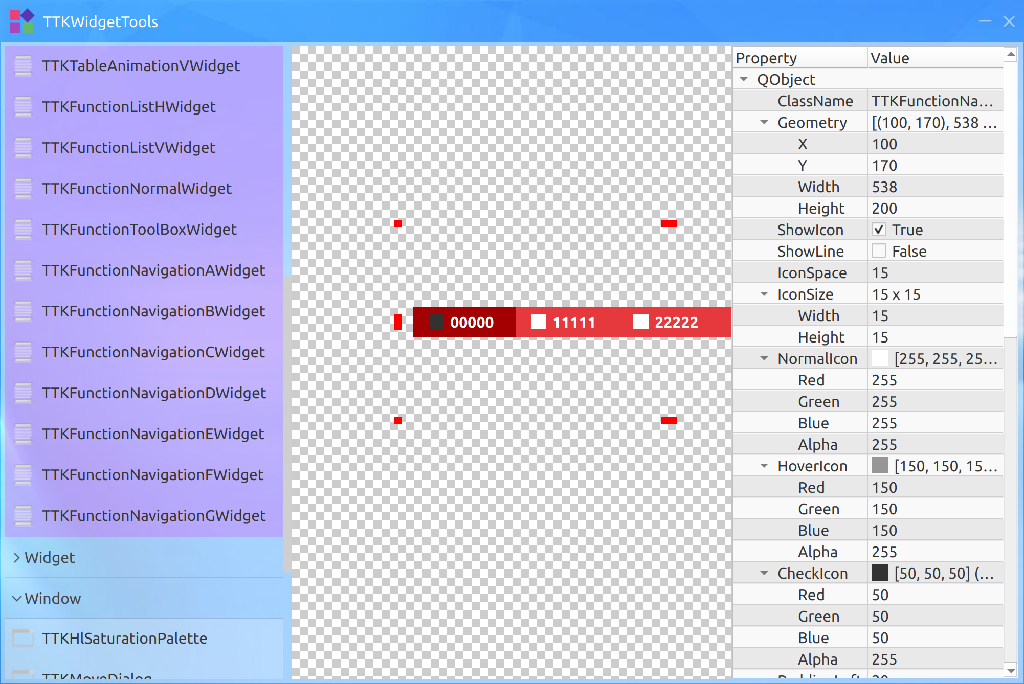 TTKWidgetTools
TTKTableAnimationVWidget
TTKFunctionListHWidget
TTKFunctionListVWidget
TTKFunctionNormalWidget
TTKFunctionToolBoxWidget
TTKFunctionNavigationAWidget
TTKFunctionNavigationBWidget
TTKFunctionNavigationCWidget
TTKFunctionNavigationDWidget
TTKFunctionNavigationEWidget
TTKFunctionNavigationFWidget
TTKFunctionNavigationGWidget
Widget
Window
TTKHlSaturationPalette
TTKMoveDialog
00000 11111 22222
Property Value
QObject
ClassName TTKFunctionNa...
Geometry [(100, 170), 538 ...
X 100
Y 170
Width 538
Height 200
ShowIcon True
ShowLine False
IconSpace 15
IconSize 15 x 15
Width 15
Height 15
NormalIcon [255, 255, 25...
Red 255
Green 255
Blue 255
Alpha 255
HoverIcon [150, 150, 15...
Red 150
Green 150
Blue 150
Alpha 255
CheckIcon [50, 50, 50] (...
Red 50
Green 50
Blue 50
Alpha 255